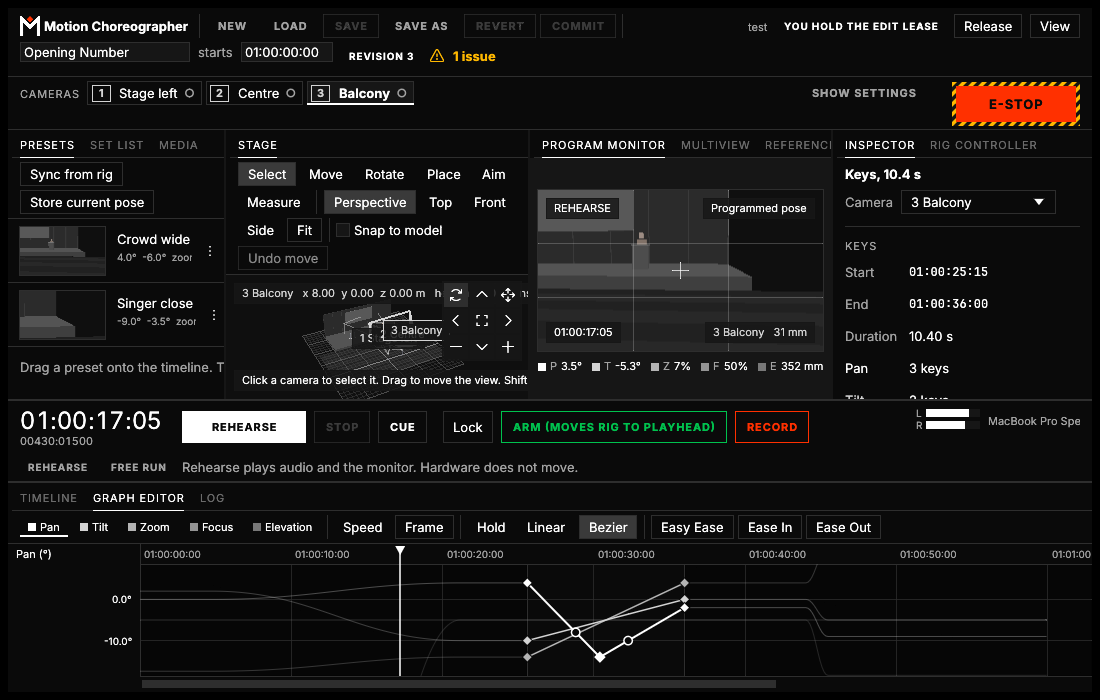 Motion Choreographer NEW LOAD SAVE SAVE AS REVERT COMMIT test YOU HOLD THE EDIT LEASE Release View
Opening Number starts 01:00:00:00 REVISION 3 1 issue
CAMERAS 1 Stage left 2 Centre 3 Balcony SHOW SETTINGS E-STOP
PRESETS SET LIST MEDIA
Sync from rig
Store current pose
Crowd wide
4.0° -6.0° zoor
Singer close
-9.0° -3.5° zoor
Drag a preset onto the timeline. T
STAGE
Select Move Rotate Place Aim
Measure Perspective Top Front
Side Fit Snap to model
Undo move
3 Balcony x 8.00 y 0.00 z 0.00 m
3 Balcony
Click a camera to select it. Drag to move the view. Shift
PROGRAM MONITOR MULTIVIEW REFERENC
REHEARSE Programmed pose
01:00:17:05 3 Balcony 31 mm
P 3.5° T -5.3° Z 7% F 50% E 352 mm
INSPECTOR RIG CONTROLLER
Keys, 10.4 s
Camera 3 Balcony
KEYS
Start 01:00:25:15
End 01:00:36:00
Duration 10.40 s
Pan 3 keys
01:00:17:05
00430:01500
REHEARSE STOP CUE Lock ARM (MOVES RIG TO PLAYHEAD) RECORD
L
R
MacBook Pro Spe
REHEARSE FREE RUN Rehearse plays audio and the monitor. Hardware does not move.
TIMELINE GRAPH EDITOR LOG
Pan Tilt Zoom Focus Elevation Speed Frame Hold Linear Bezier Easy Ease Ease In Ease Out
Pan (°) 01:00:00:00 01:00:10:00 01:00:20:00 01:00:30:00 01:00:40:00 01:00:50:00 01:01:00
0.0°
-10.0°